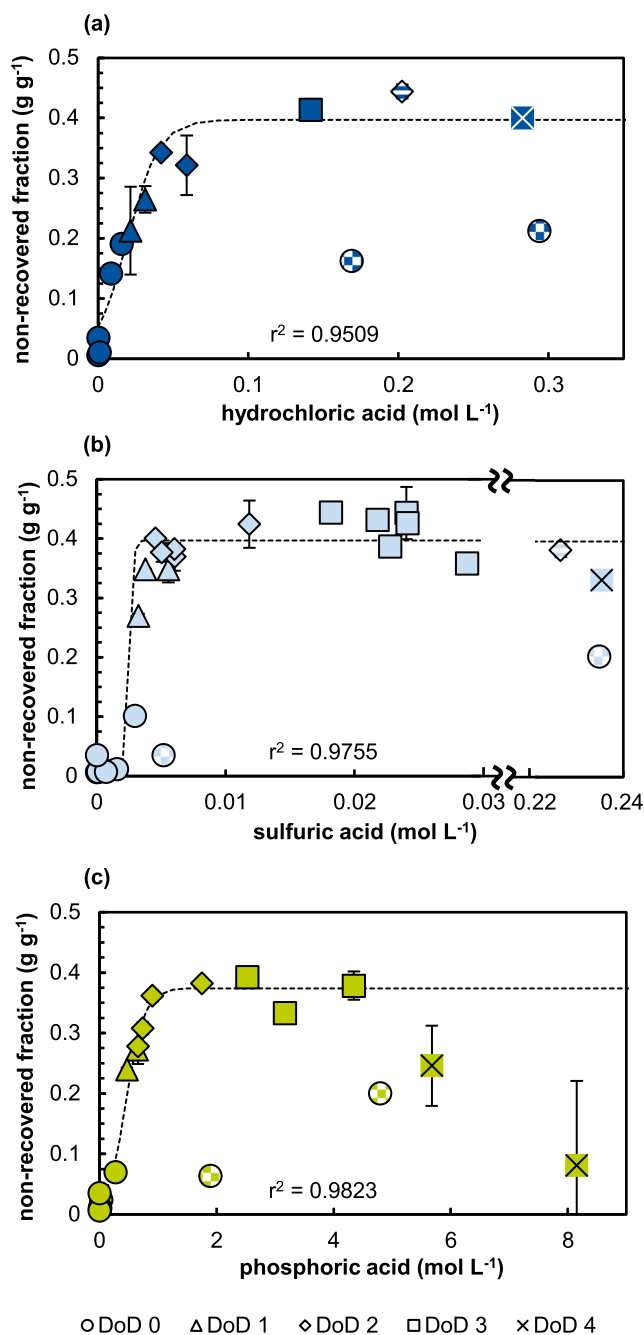 (a)
non-recovered fraction (g g⁻¹)
0.5
0.4
0.3
0.2
0.1
0
r² = 0.9509
0 0.1 0.2 0.3
hydrochloric acid (mol L⁻¹)
(b)
non-recovered fraction (g g⁻¹)
0.5
0.4
0.3
0.2
0.1
0
r² = 0.9755
0 0.01 0.02 0.03 0.22 0.24
sulfuric acid (mol L⁻¹)
(c)
non-recovered fraction (g g⁻¹)
0.5
0.4
0.3
0.2
0.1
0
r² = 0.9823
0 2 4 6 8
phosphoric acid (mol L⁻¹)
DoD 0 DoD 1 DoD 2 DoD 3 DoD 4